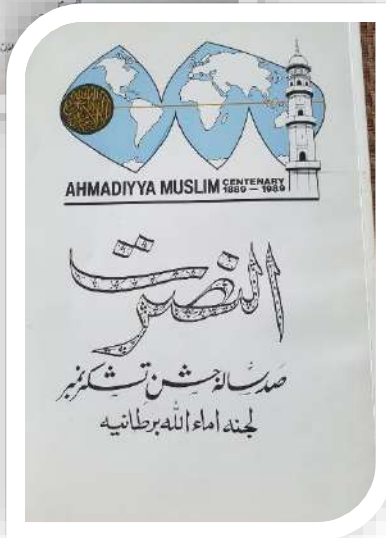 AHMADIYYA MUSLIM CENTENARY 1889 – 1989
النصرت
صد سالہ جشن تشکر نمبر
لجنہ اماء اللہ برطانیہ